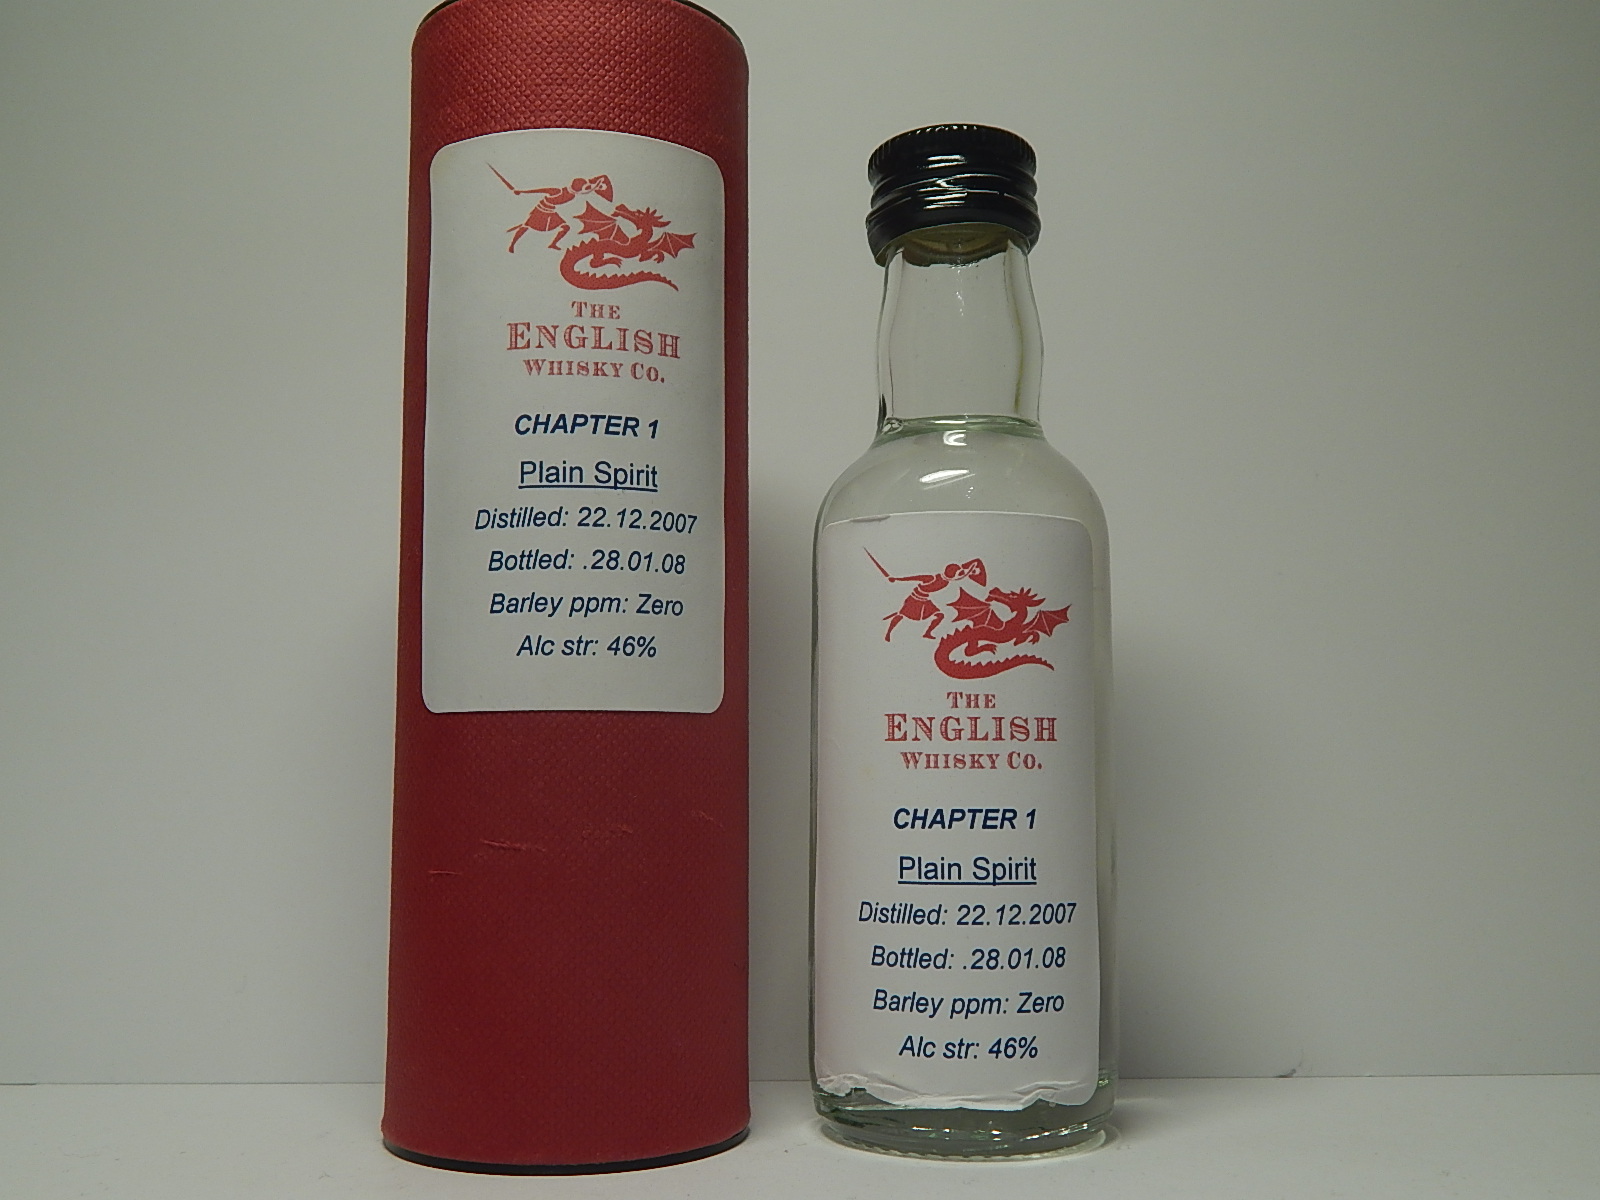 THE
ENGLISH
WHISKY CO.
CHAPTER 1
Plain Spirit
Distilled: 22.12.2007
Bottled: .28.01.08
Barley ppm: Zero
Alc str: 46%
THE
ENGLISH
WHISKY CO.
CHAPTER 1
Plain Spirit
Distilled: 22.12.2007
Bottled: .28.01.08
Barley ppm: Zero
Alc str: 46%